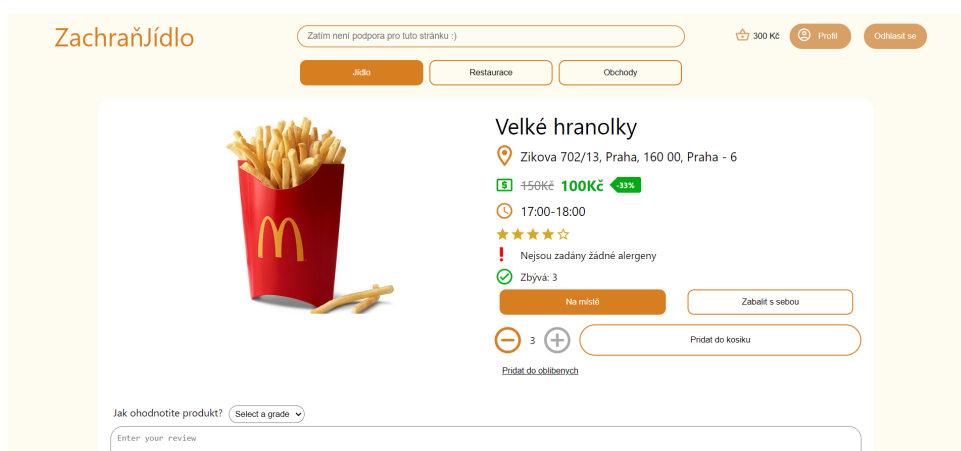 ZachraňJídlo
Zatím není podpora pro tuto stránku :)
300 Kč
Profil
Odhlasit se
Jídlo
Restaurace
Obchody
Velké hranolky
Zikova 702/13, Praha, 160 00, Praha - 6
150Kč 100Kč -33%
17:00-18:00
Nejsou zadány žádné alergeny
Zbývá: 3
Na místě
Zabalit s sebou
3
Pridat do kosiku
Pridat do oblibenych
Jak ohodnotite produkt? Select a grade
Enter your review